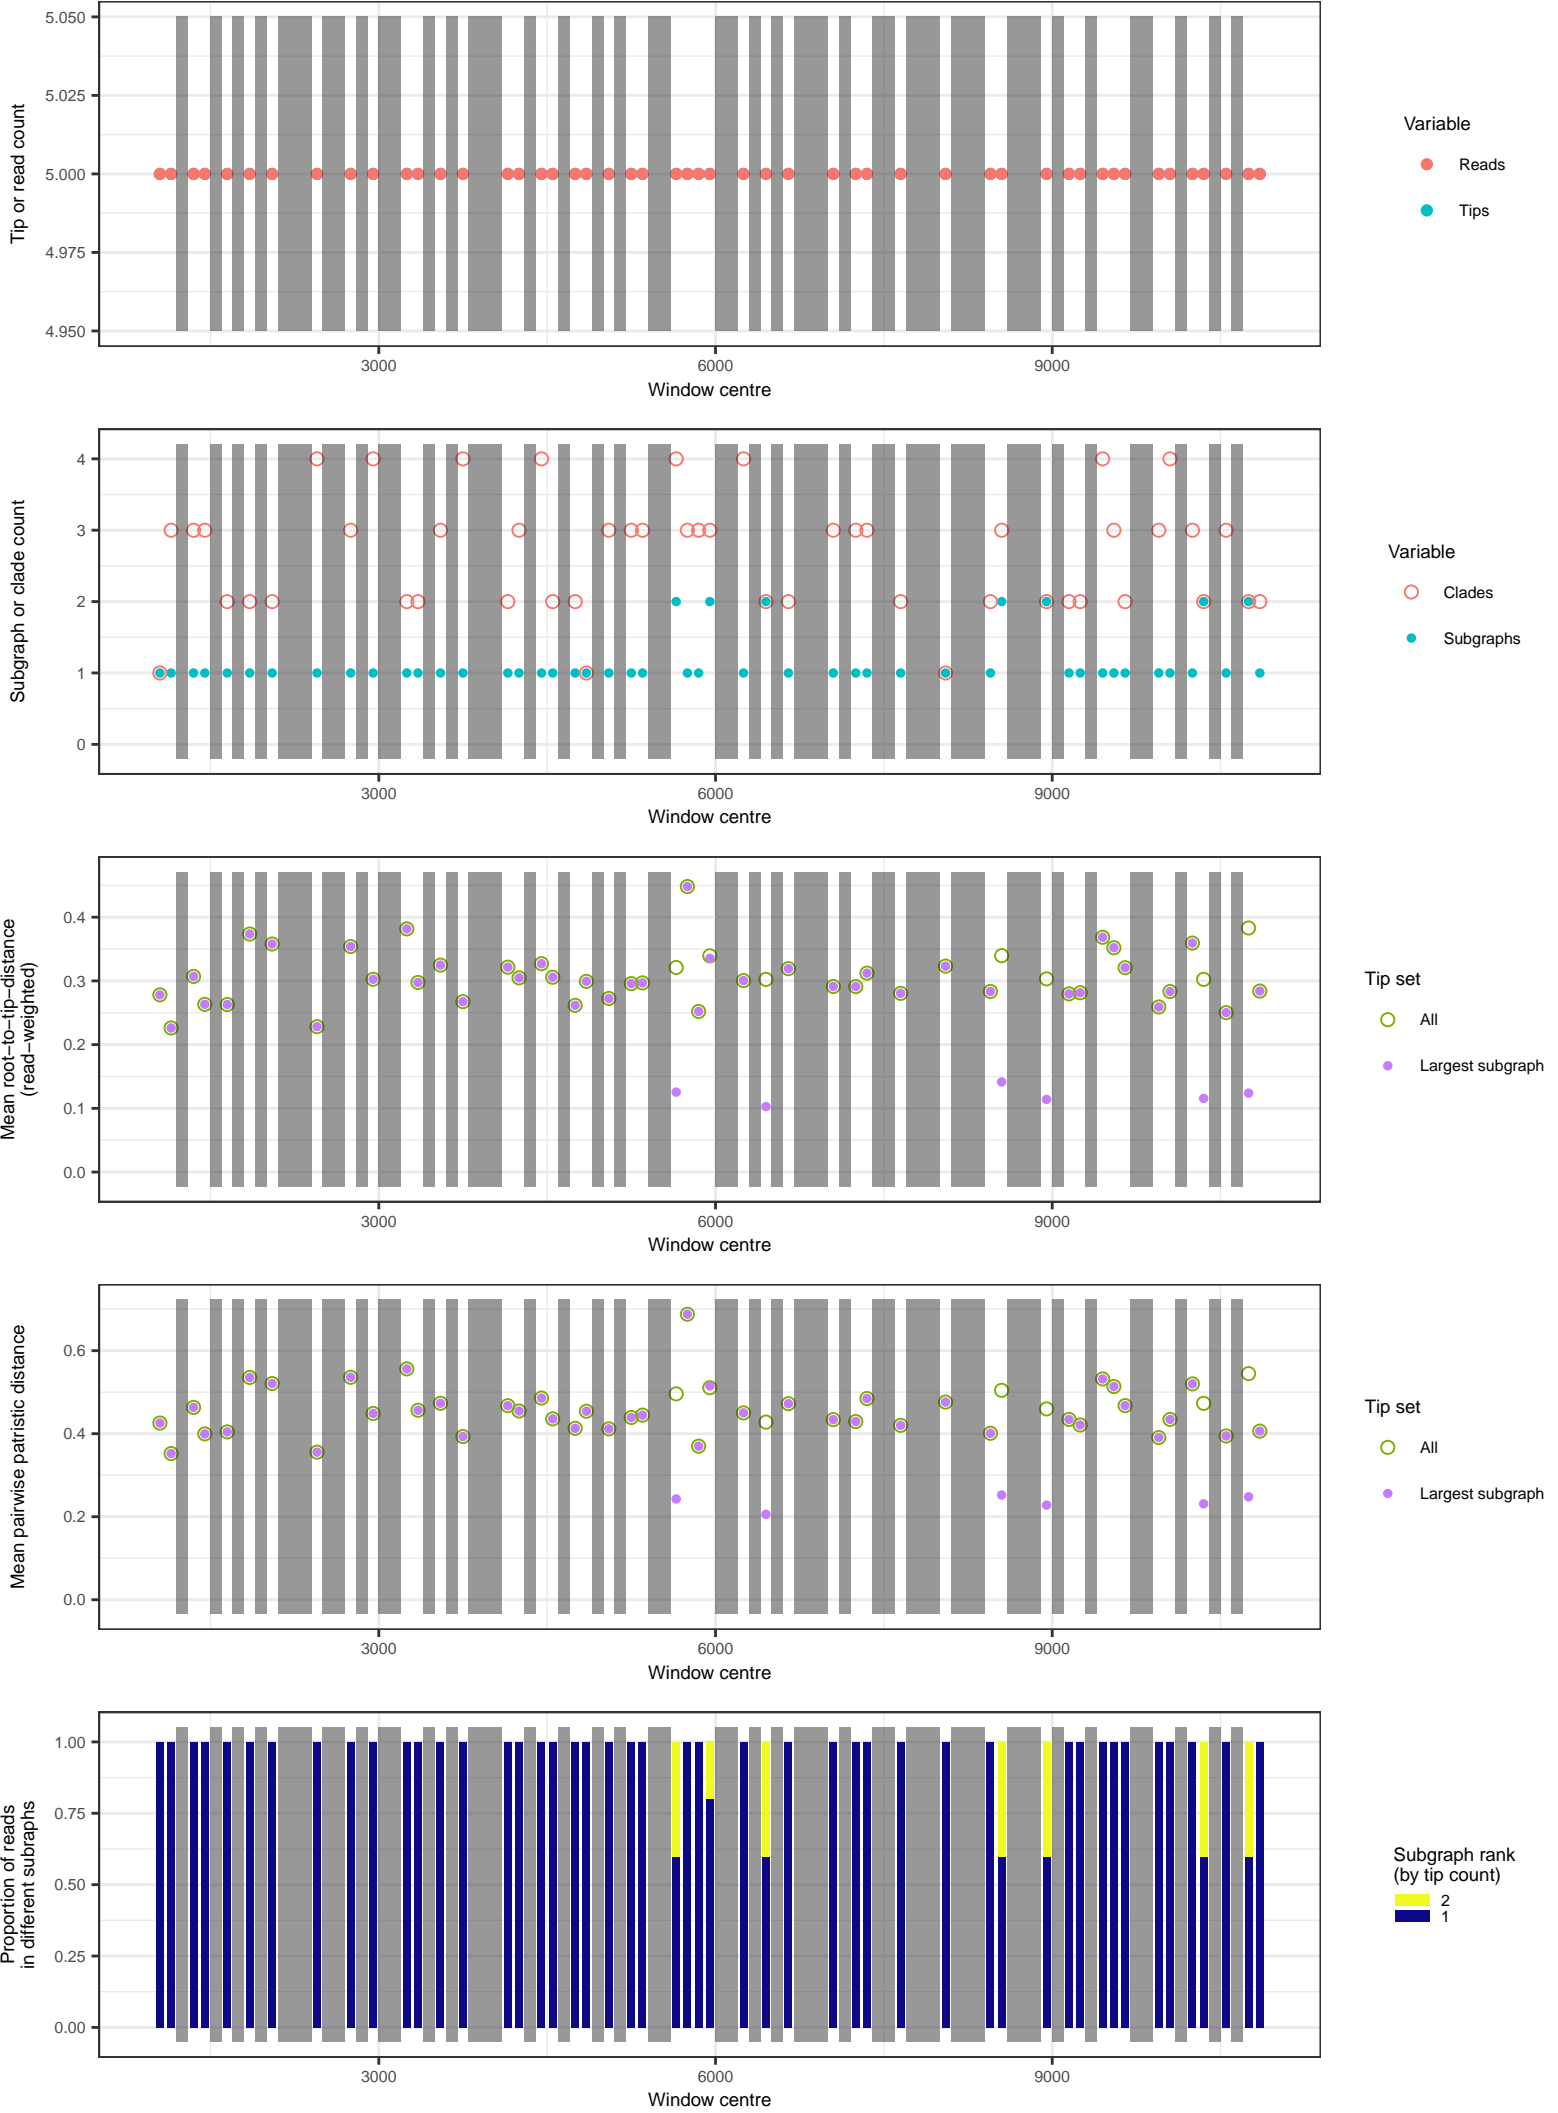 5.050
5.025
5.000
4.975
4.950
Tip or read count
3000 6000 9000
Window centre
Variable
Reads
Tips
4
3
2
1
0
Subgraph or clade count
3000 6000 9000
Window centre
Variable
Clades
Subgraphs
0.4
0.3
0.2
0.1
0.0
Mean root−to−tip−distance
(read−weighted)
3000 6000 9000
Window centre
Tip set
All
Largest subgraph
0.6
0.4
0.2
0.0
Mean pairwise patristic distance
3000 6000 9000
Window centre
Tip set
All
Largest subgraph
1.00
0.75
0.50
0.25
0.00
Proportion of reads
in different subraphs
3000 6000 9000
Window centre
Subgraph rank
(by tip count)
2
1